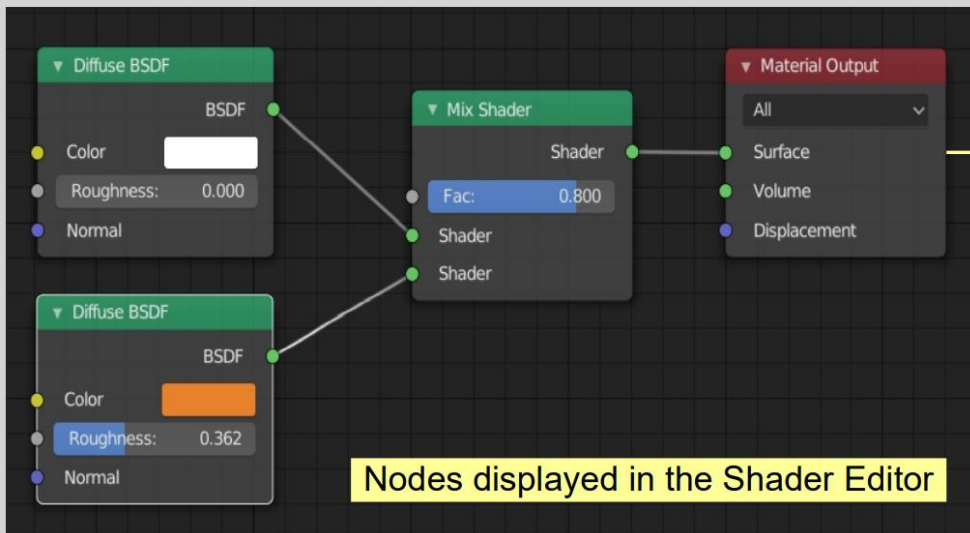 Diffuse BSDF
BSDF
Color
Roughness: 0.000
Normal
Diffuse BSDF
BSDF
Color
Roughness: 0.362
Normal
Mix Shader
Shader
Fac: 0.800
Shader
Shader
Material Output
All
Surface
Volume
Displacement
Nodes displayed in the Shader Editor